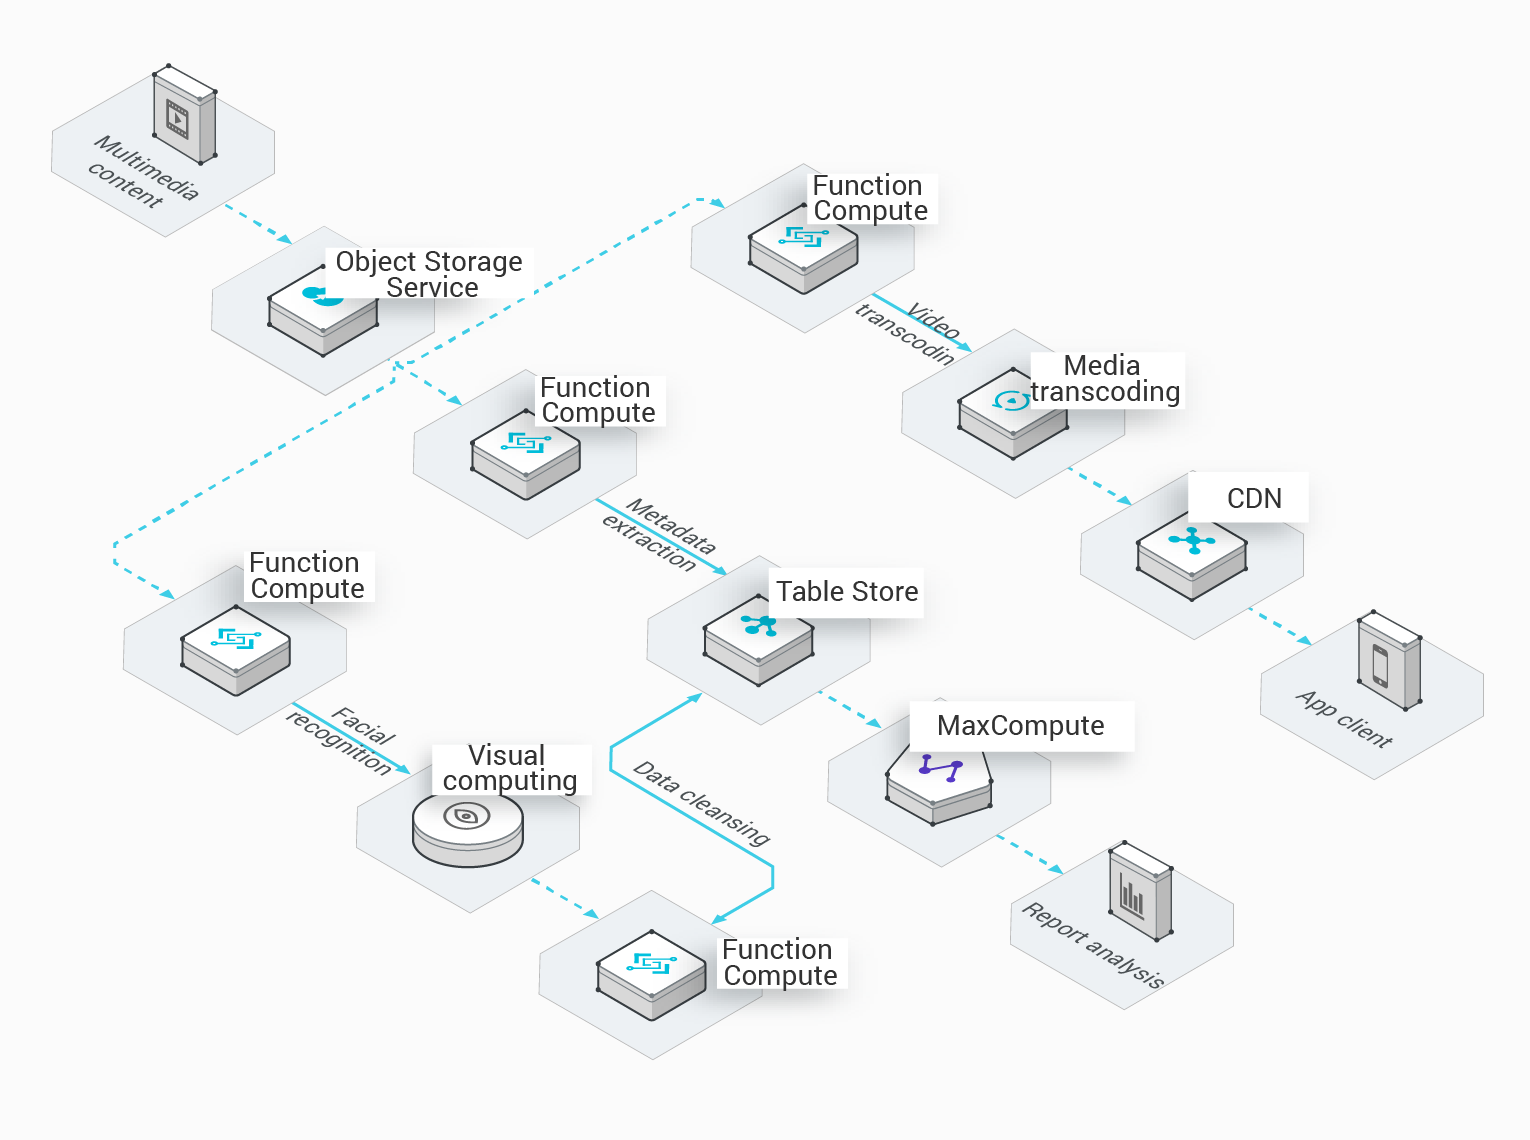 Multimedia
content
Object Storage
Service
Function
Compute
Video
transcodin
Media
transcoding
CDN
App client
Function
Compute
Metadata
extraction
Table Store
MaxCompute
Report analysis
Function
Compute
Facial
recognition
Visual
computing
Data cleansing
Function
Compute